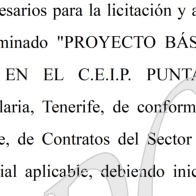 esarios para la licitación y a
minado "PROYECTO BÁS
EN EL C.E.I.P. PUNTA
laria, Tenerife, de conform
e, de Contratos del Sector
ial aplicable, debiendo inic